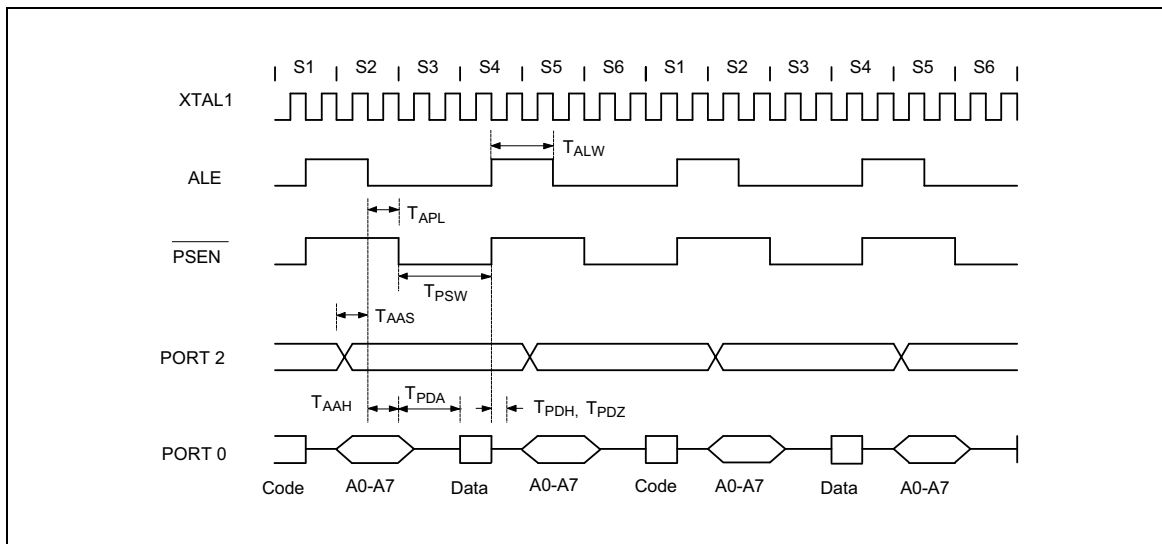 S1 S2 S3 S4 S5 S6 S1 S2 S3 S4 S5 S6
XTAL1
TALW
ALE
TAPL
PSEN
TPSW
TAAS
PORT 2
TAAH TPDA TPDH, TPDZ
PORT 0
Code A0-A7 Data A0-A7 Code A0-A7 Data A0-A7